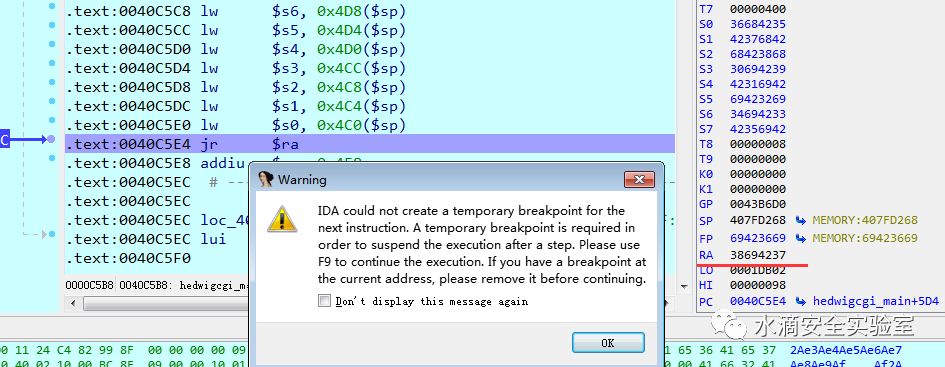 .text:0040C5C8 lw $s6, 0x4D8($sp)
.text:0040C5CC lw $s5, 0x4D4($sp)
.text:0040C5D0 lw $s4, 0x4D0($sp)
.text:0040C5D4 lw $s3, 0x4CC($sp)
.text:0040C5D8 lw $s2, 0x4C8($sp)
.text:0040C5DC lw $s1, 0x4C4($sp)
.text:0040C5E0 lw $s0, 0x4C0($sp)
.text:0040C5E4 jr $ra
.text:0040C5E8 addiu
.text:0040C5EC # ---
.text:0040C5EC
.text:0040C5EC loc_40
.text:0040C5EC lui
.text:0040C5F0
0000C5B8 0040C5B8: hedwigcgi_m
Warning
IDA could not create a temporary breakpoint for the
next instruction. A temporary breakpoint is required in
order to suspend the execution after a step. Please use
F9 to continue the execution. If you have a breakpoint at
the current address, please remove it before continuing.
Don't display this message again
OK
T7 00000400
S0 36684235
S1 42376842
S2 68423868
S3 30694239
S4 42316942
S5 69423269
S6 34694233
S7 42356942
T8 00000008
T9 00000000
K0 00000000
K1 00000000
GP 0043B6D0
SP 407FD268 MEMORY:407FD268
FP 69423669 MEMORY:69423669
RA 38694237
LO 0001DB02
HI 00000098
PC 0040C5E4 hedwigcgi_main+5D4
水滴安全实验室
00 11 24 C4 82 99 8F 00 00 00 00 09
1 65 36 41 65 37 2Ae3Ae4Ae5Ae6Ae7